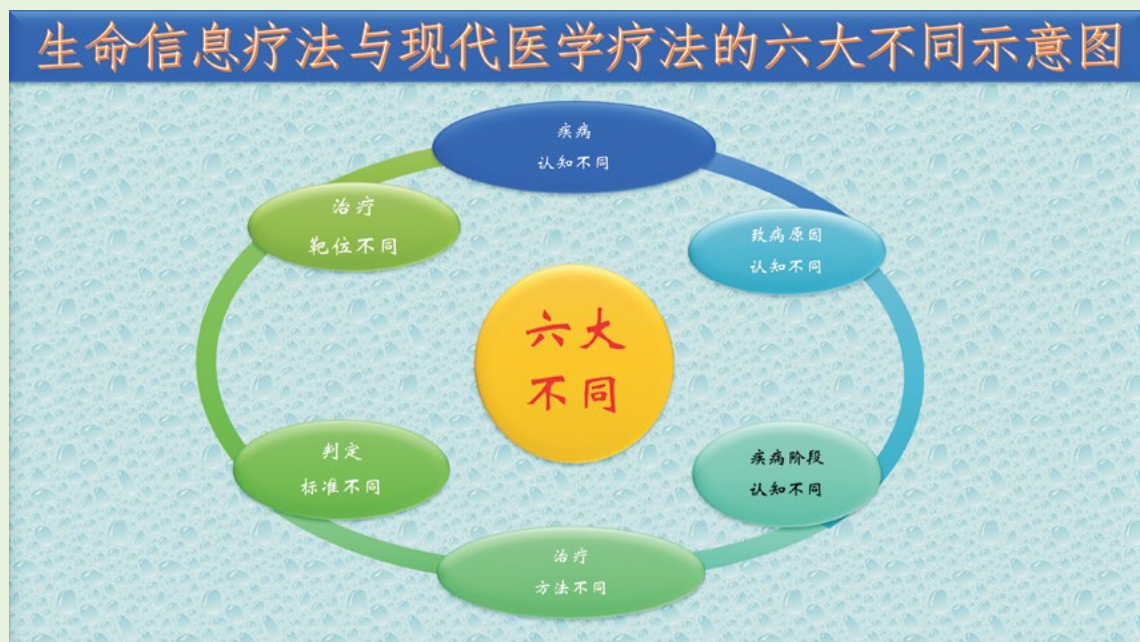 生命信息疗法与现代医学疗法的六大不同示意图
疾病
认知不同
致病原因
认知不同
疾病阶段
认知不同
治疗
方法不同
判定
标准不同
治疗
靶位不同
六大
不同